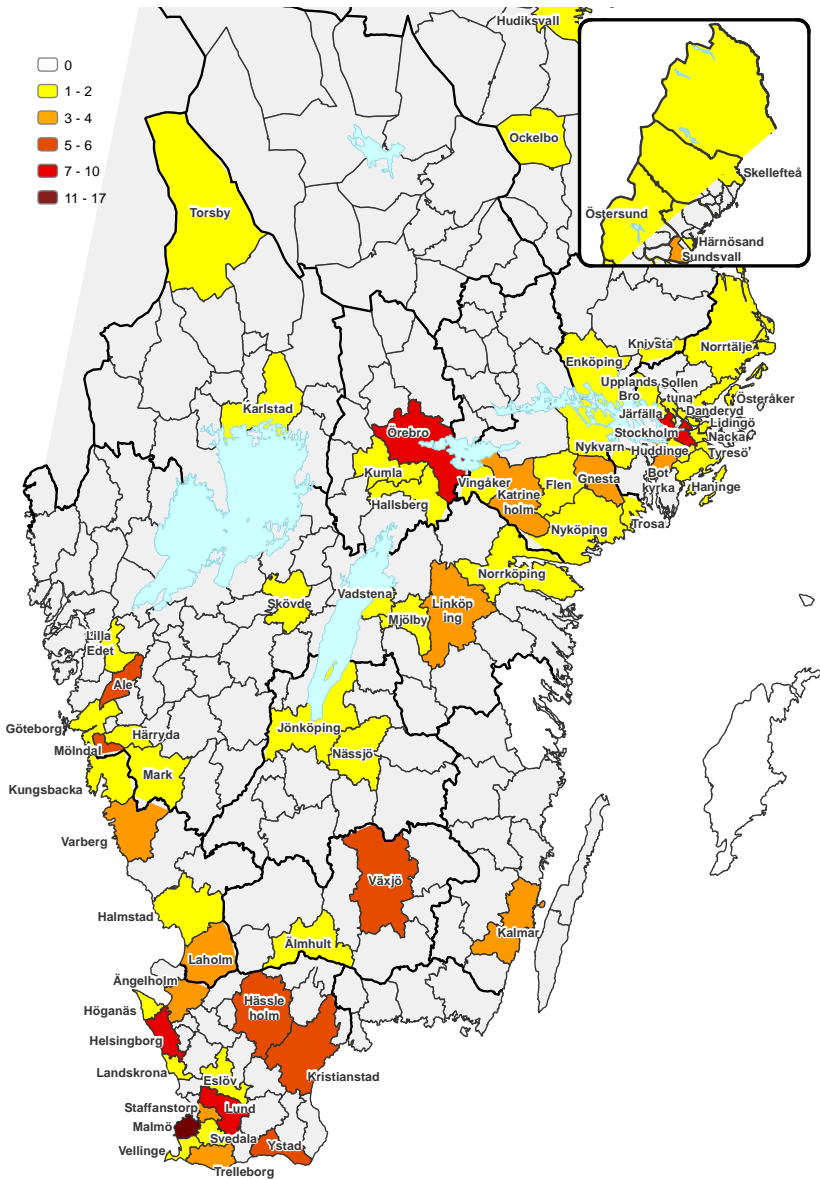 Hudiksvall
0
1 - 2
3 - 4
5 - 6
7 - 10
11 - 17
Ockelbo
Skellefteå
Torsby
Östersund
Härnösand
Sundsvall
Knivsta
Norrtälje
Enköping
Upplands
Bro
Sollen
tuna
Österåker
Karlstad
Järfälla
Danderyd
Lidingö
Örebro
Stockholm
Nacka
Nykvarn
Huddinge
Tyresö
Kumla
Vingåker
Katrine
holm
Flen
Gnesta
Bot
kyrka
Haninge
Hallsberg
Nyköping
Trosa
Norrköping
Skövde
Vadstena
Mjölby
Linköp
ing
Lilla
Edet
Ale
Göteborg
Härryda
Mölndal
Jönköping
Nässjö
Mark
Kungsbacka
Varberg
Växjö
Halmstad
Kalmar
Älmhult
Laholm
Ängelholm
Höganäs
Hässle
holm
Helsingborg
Landskrona
Eslöv
Kristianstad
Staffanstorp
Lund
Malmö
Svedala
Ystad
Vellinge
Trelleborg